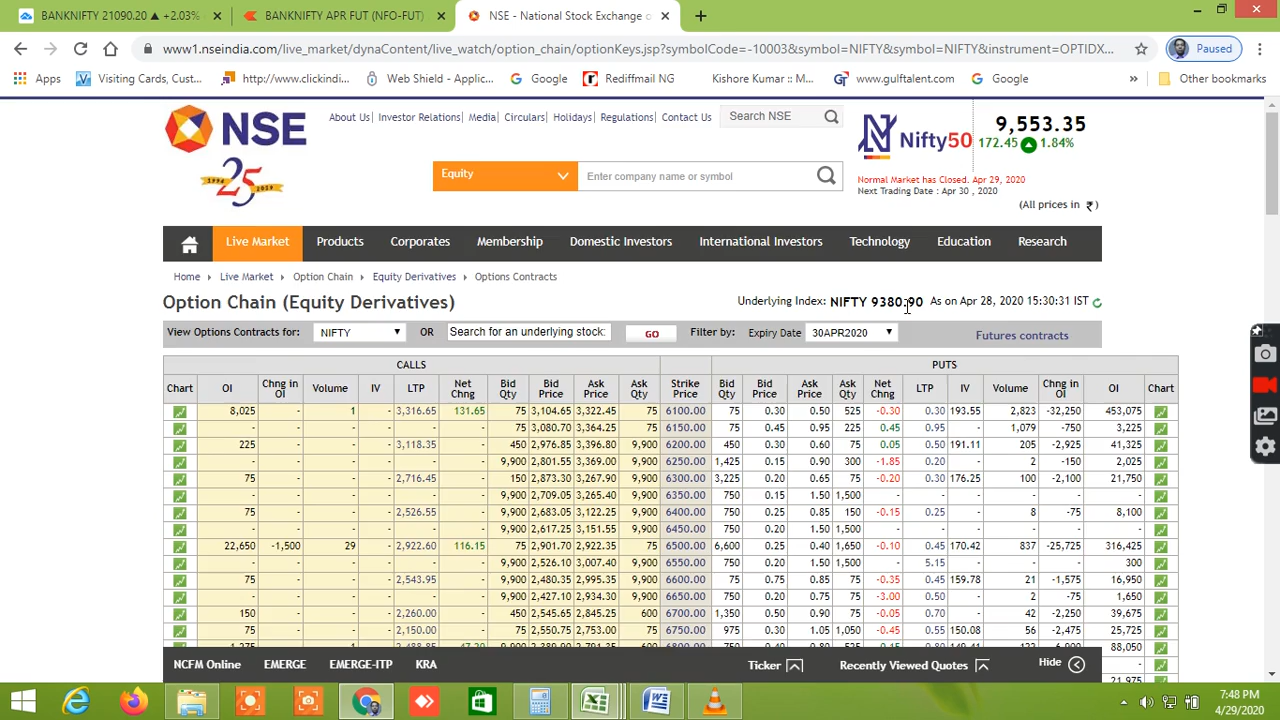 BANKNIFTY 21090.20 ▲ +2.03%
BANKNIFTY APR FUT (NFO-FUT)
NSE - National Stock Exchange o
www1.nseindia.com/live_market/dynaContent/live_watch/option_chain/optionKeys.jsp?symbolCode=-10003&symbol=NIFTY&symbol=NIFTY&instrument=OPTIDX...
Paused
Apps Visiting Cards, Cust... http://www.clickindi... Web Shield - Applic... Google Rediffmail NG Kishore Kumar :: M... www.gulftalent.com Google » Other bookmarks
NSE
1994 25 2019
About Us | Investor Relations | Media | Circulars | Holidays | Regulations | Contact Us
Search NSE
Nifty50
9,553.35
172.45 1.84%
Equity
Enter company name or symbol
Normal Market has Closed. Apr 29, 2020
Next Trading Date : Apr 30 , 2020
(All prices in ₹)
Live Market Products Corporates Membership Domestic Investors International Investors Technology Education Research
Home Live Market Option Chain Equity Derivatives Options Contracts
Option Chain (Equity Derivatives)
Underlying Index: NIFTY 9380.90 As on Apr 28, 2020 15:30:31 IST
View Options Contracts for: NIFTY OR Search for an underlying stock: GO Filter by: Expiry Date 30APR2020 Futures contracts
CALLS PUTS
Chart OI Chng in OI Volume IV LTP Net Chng Bid Qty Bid Price Ask Price Ask Qty Strike Price Bid Qty Bid Price Ask Price Ask Qty Net Chng LTP IV Volume Chng in OI OI Chart
8,025 - 1 - 3,316.65 131.65 75 3,104.65 3,322.45 75 6100.00 75 0.30 0.50 525 -0.30 0.30 193.55 2,823 -32,250 453,075
- - - - - - 75 3,080.70 3,364.25 75 6150.00 75 0.45 0.95 225 0.45 0.95 - 1,079 -750 3,225
225 - - - 3,118.35 - 450 2,976.85 3,396.80 9,900 6200.00 450 0.30 0.60 75 0.05 0.50 191.11 205 -2,925 41,325
- - - - - - 9,900 2,801.55 3,369.00 9,900 6250.00 1,425 0.15 0.90 300 -1.85 0.20 - 2 -150 2,025
75 - - - 2,716.45 - 150 2,873.30 3,267.90 9,900 6300.00 3,225 0.20 0.65 75 -0.20 0.30 176.25 100 -2,100 21,750
- - - - - - 9,900 2,709.05 3,265.40 9,900 6350.00 750 0.15 1.50 1,500 - - - - - -
75 - - - 2,526.55 - 9,900 2,683.05 3,122.25 9,900 6400.00 750 0.25 0.85 150 -0.15 0.25 - 8 -75 8,100
- - - - - - 9,900 2,617.25 3,151.55 9,900 6450.00 750 0.20 1.50 1,500 - - - - - -
22,650 -1,500 29 - 2,922.60 116.15 75 2,901.70 2,922.35 75 6500.00 6,600 0.25 0.40 1,650 -0.10 0.45 170.42 837 -25,725 316,425
- - - - - - 9,900 2,526.10 3,007.40 9,900 6550.00 750 0.20 1.50 1,500 - 5.15 - - - 300
75 - - - 2,543.95 - 9,900 2,480.35 2,995.35 9,900 6600.00 75 0.75 0.85 75 -0.35 0.45 159.78 21 -1,575 16,950
- - - - - - 9,900 2,427.10 2,934.30 9,900 6650.00 750 0.20 0.75 75 -3.00 0.50 - 2 -75 1,650
150 - - - 2,260.00 - 450 2,545.65 2,845.25 600 6700.00 1,350 0.50 0.90 75 -0.05 0.70 - 42 -2,250 39,675
75 - - - 2,150.00 - 75 2,550.75 2,753.00 75 6750.00 975 0.30 1.05 1,050 -0.45 0.55 150.08 56 -2,475 25,725
88,050
NCFM Online EMERGE EMERGE-ITP KRA Ticker Recently Viewed Quotes Hide
21,975
7:48 PM
4/29/2020